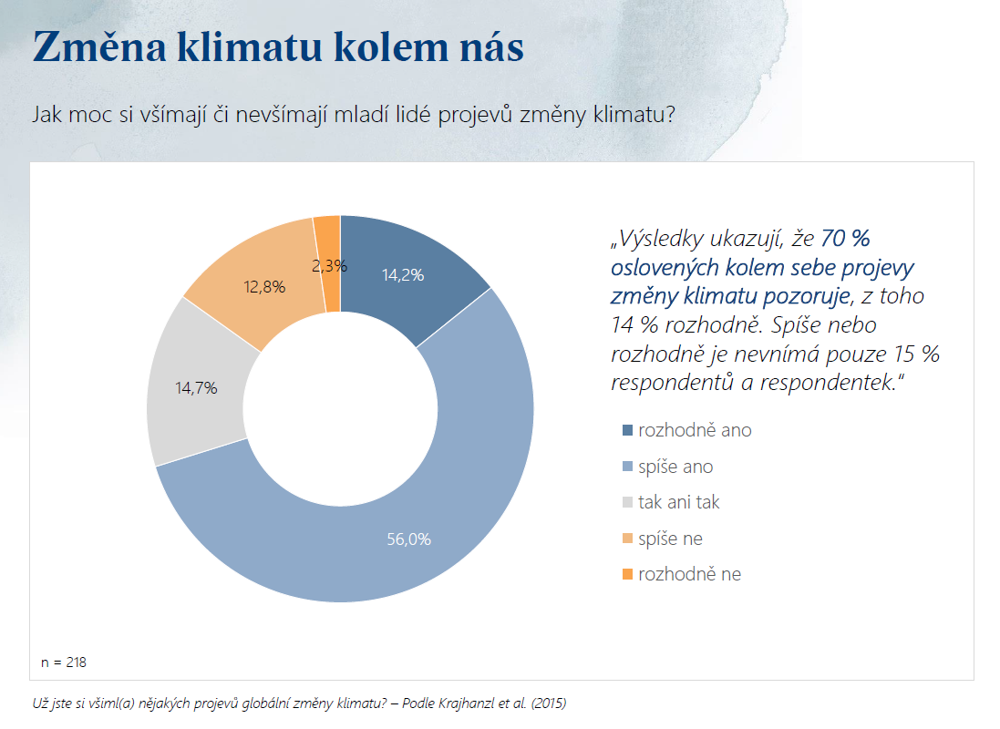 Změna klimatu kolem nás
Jak moc si všímají či nevšímají mladí lidé projevů změny klimatu?
2,3%
14,2%
12,8%
14,7%
56,0%
„Výsledky ukazují, že 70 %
oslovených kolem sebe projevy
změny klimatu pozoruje, z toho
14 % rozhodně. Spíše nebo
rozhodně je nevnímá pouze 15 %
respondentů a respondentek.“
rozhodně ano
spíše ano
tak ani tak
spíše ne
rozhodně ne
n = 218
Už jste si všiml(a) nějakých projevů globální změny klimatu? – Podle Krajhanzl et al. (2015)